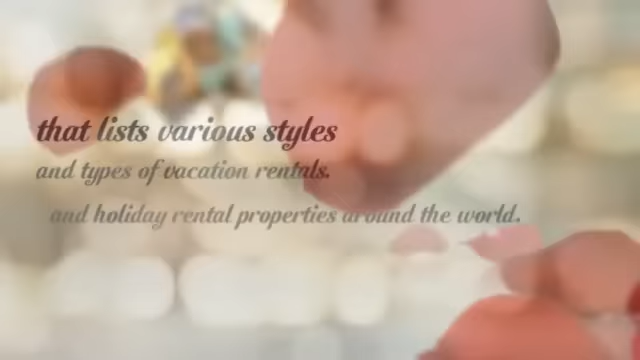 that lists various styles
and types of vacation rentals.
and holiday rental properties around the world.